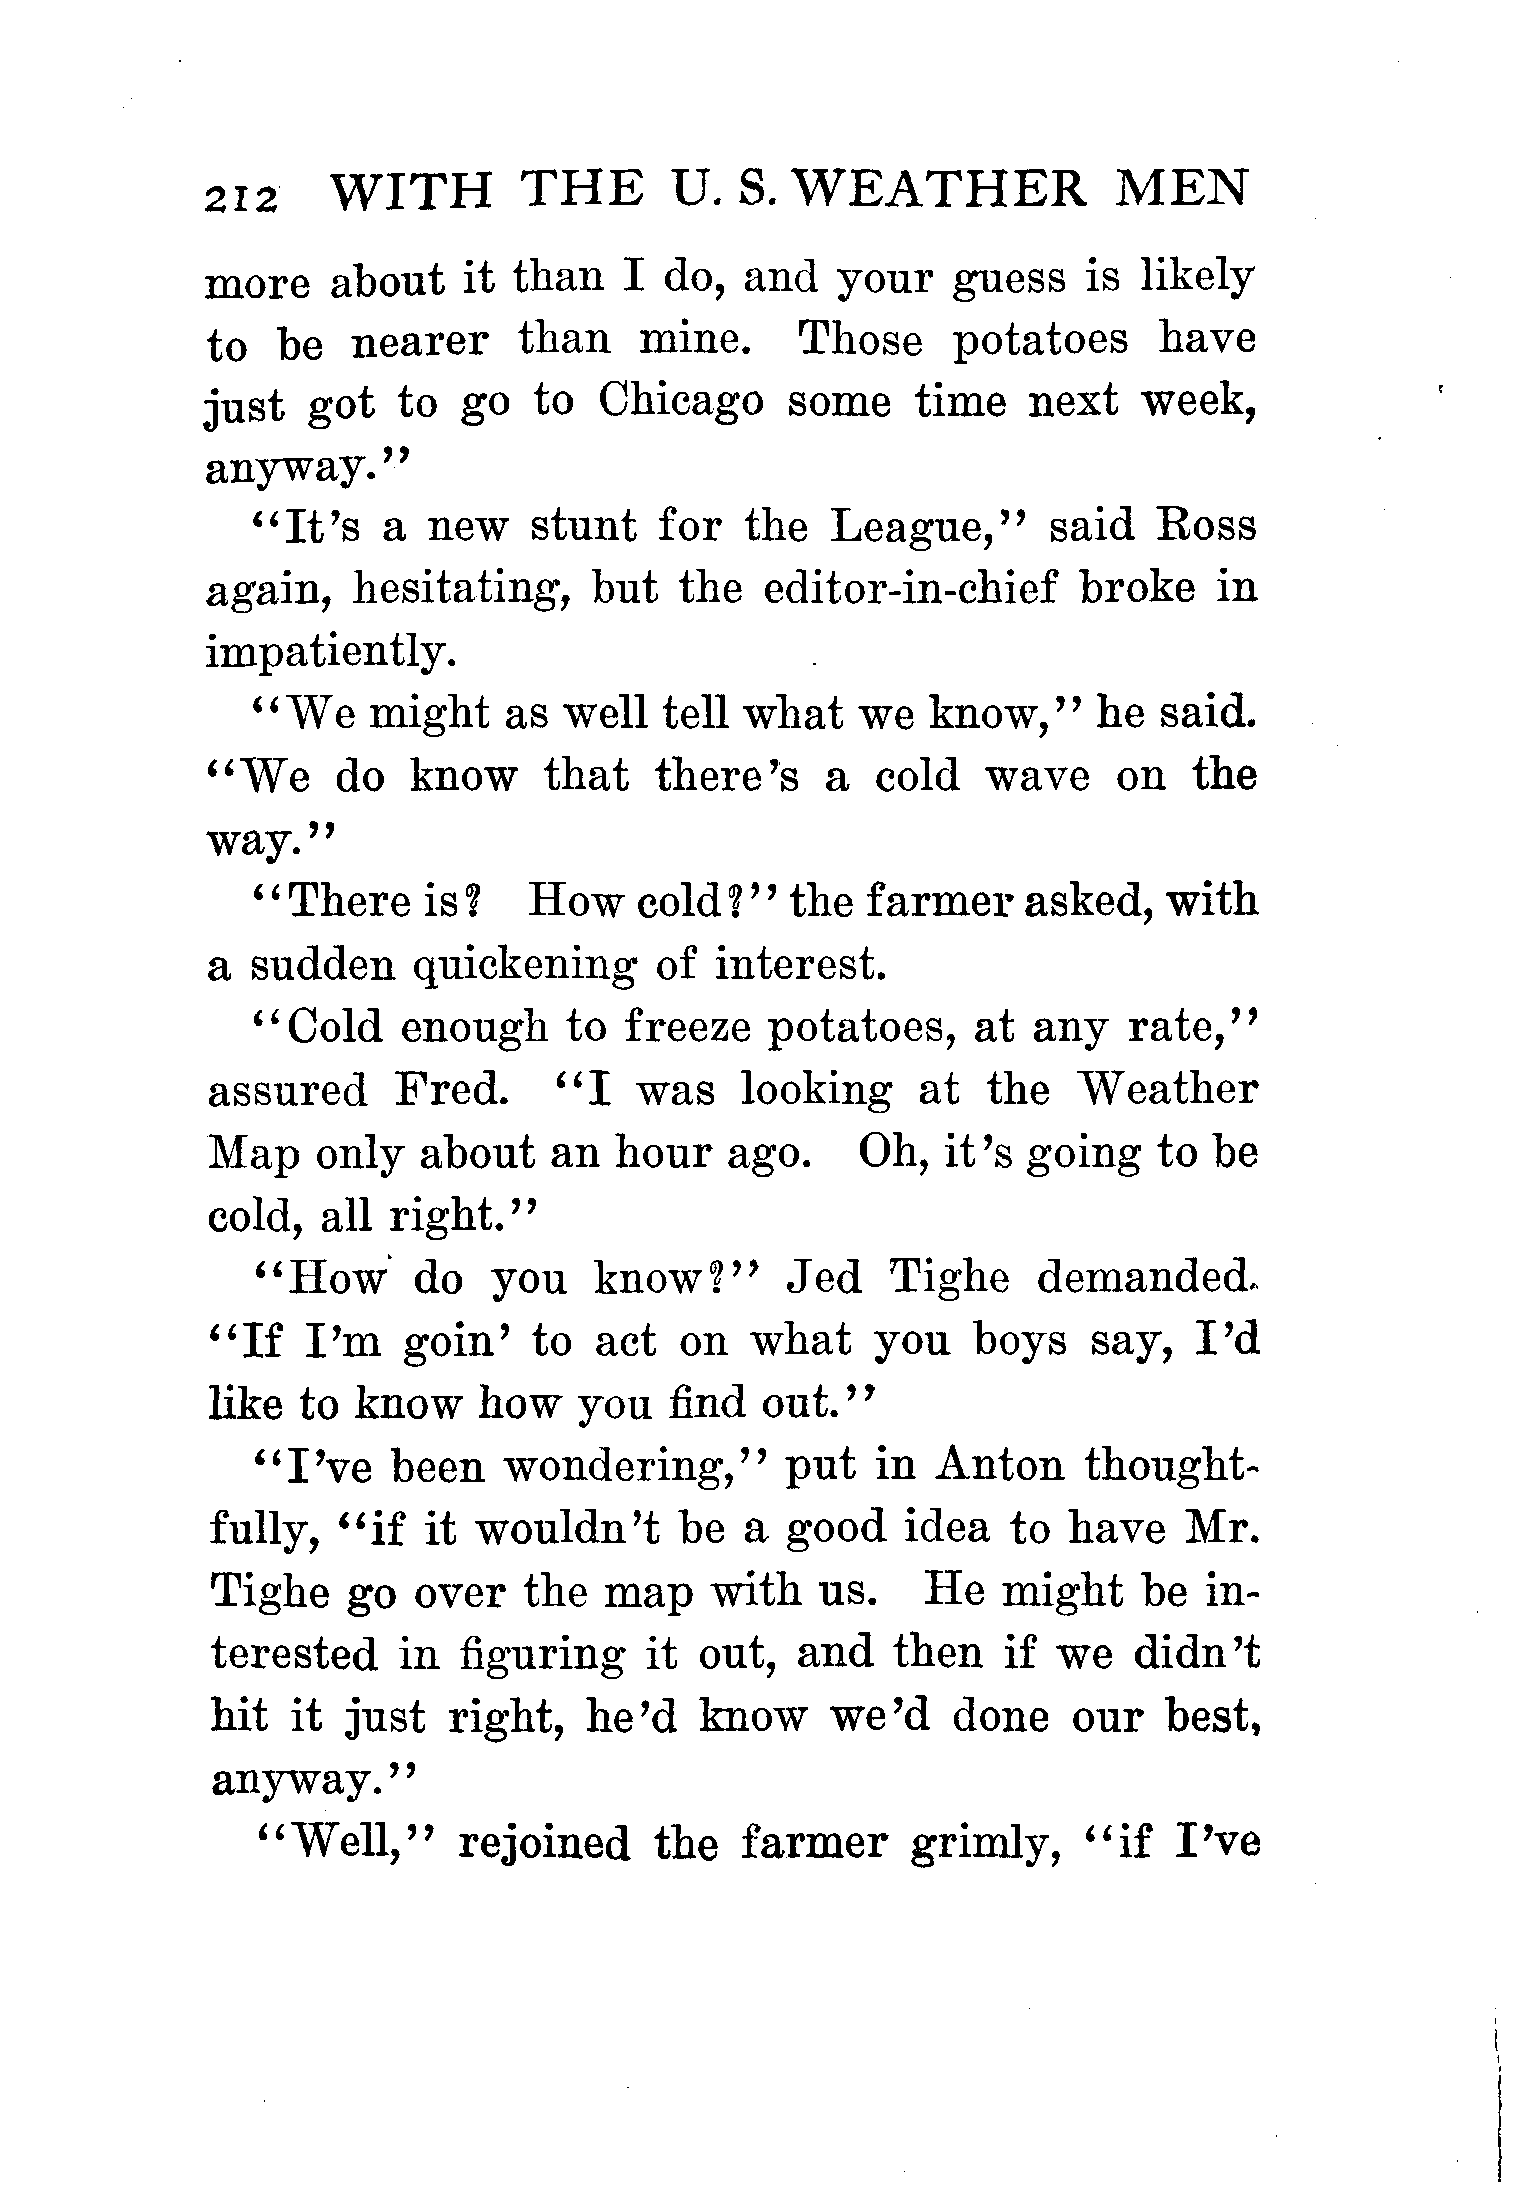 212 WITH THE U. S. WEATHER MEN
more about it than I do, and your guess is likely
to be nearer than mine. Those potatoes have
just got to go to Chicago some time next week,
anyway.”
“It’s a new stunt for the League,” said Ross
again, hesitating, but the editor-in-chief broke in
impatiently.
“We might as well tell what we know,” he said.
“We do know that there’s a cold wave on the
way.”
“There is? How cold?” the farmer asked, with
a sudden quickening of interest.
“Cold enough to freeze potatoes, at any rate,”
assured Fred. “I was looking at the Weather
Map only about an hour ago. Oh, it’s going to be
cold, all right.”
“How do you know?” Jed Tighe demanded.
“If I’m goin’ to act on what you boys say, I’d
like to know how you find out.”
“I’ve been wondering,” put in Anton thought-
fully, “if it wouldn’t be a good idea to have Mr.
Tighe go over the map with us. He might be in-
terested in figuring it out, and then if we didn’t
hit it just right, he’d know we’d done our best,
anyway.”
“Well,” rejoined the farmer grimly, “if I’ve